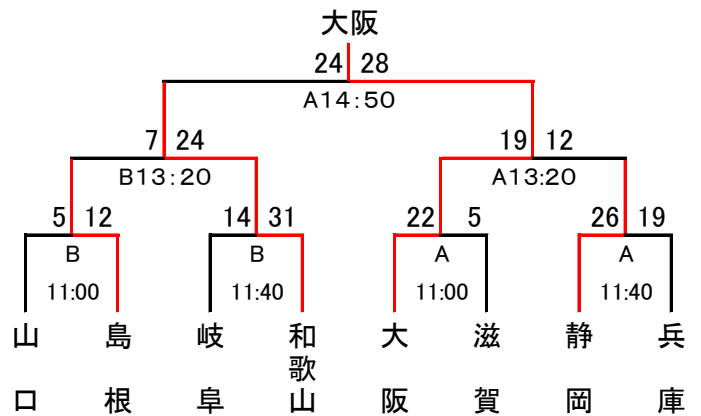 大阪
24 28
A14:50
7 24
19 12
B13:20
A13:20
5 12
14 31
22 5
26 19
B
B
A
A
11:00
11:40
11:00
11:40
山口
島根
岐阜
和歌山
大阪
滋賀
静岡
兵庫